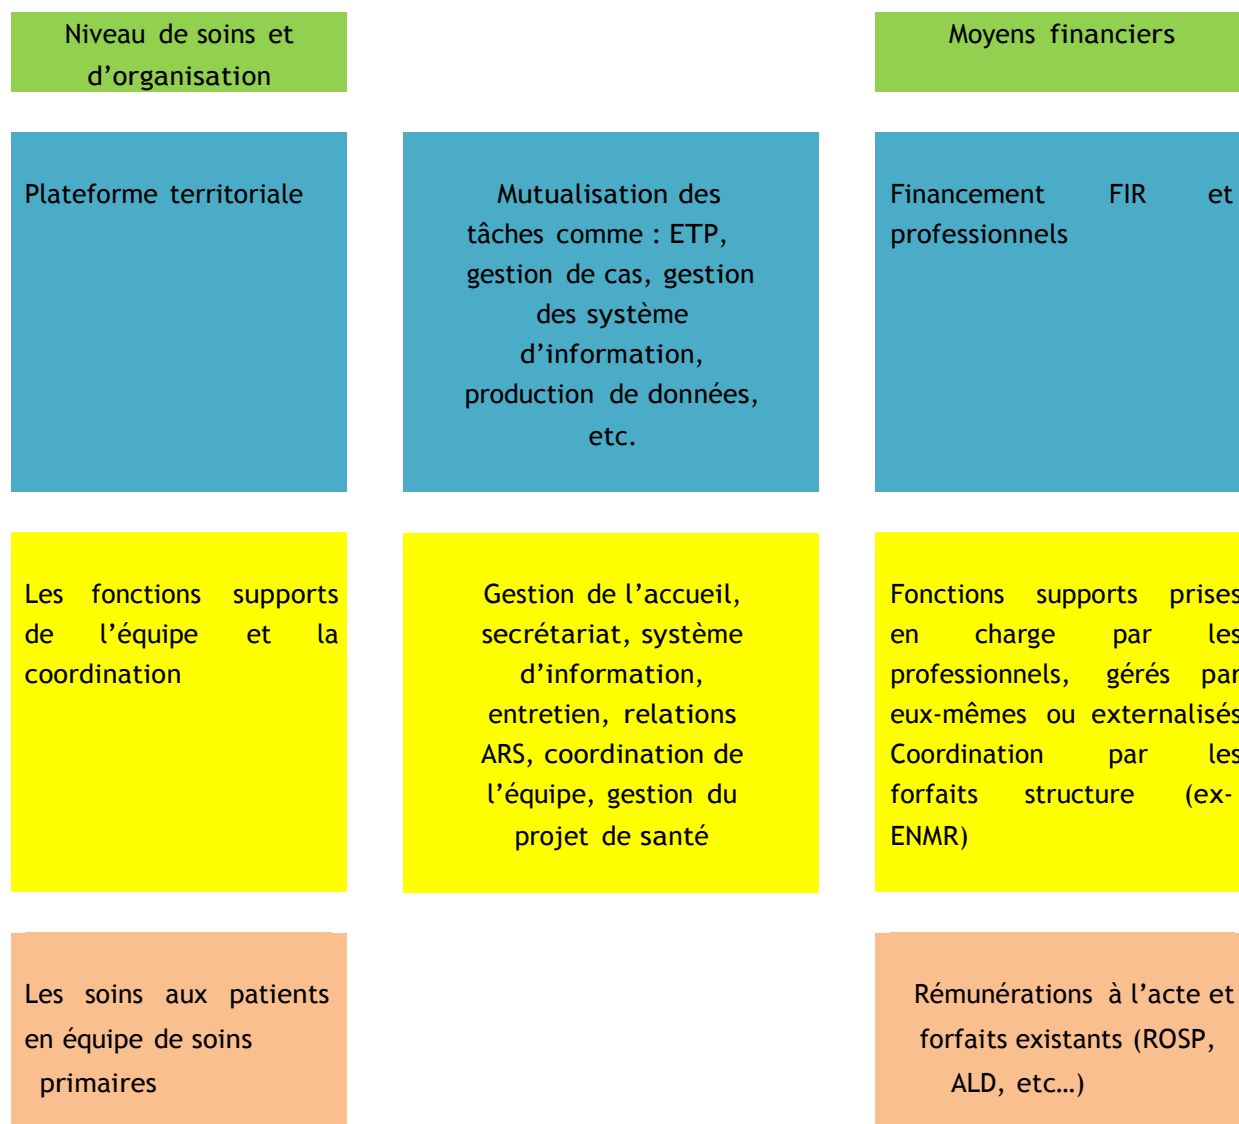 Niveau de soins et
d’organisation
Moyens financiers
Plateforme territoriale
Mutualisation des
tâches comme : ETP,
gestion de cas, gestion
des système
d’information,
production de données,
etc.
Financement FIR et
professionnels
Les fonctions supports
de l’équipe et la
coordination
Gestion de l’accueil,
secrétariat, système
d’information,
entretien, relations
ARS, coordination de
l’équipe, gestion du
projet de santé
Fonctions supports prises
en charge par les
professionnels, gérés par
eux-mêmes ou externalisés
Coordination par les
forfaits structure (ex-
ENMR)
Les soins aux patients
en équipe de soins
primaires
Rémunérations à l’acte et
forfaits existants (ROSP,
ALD, etc…)